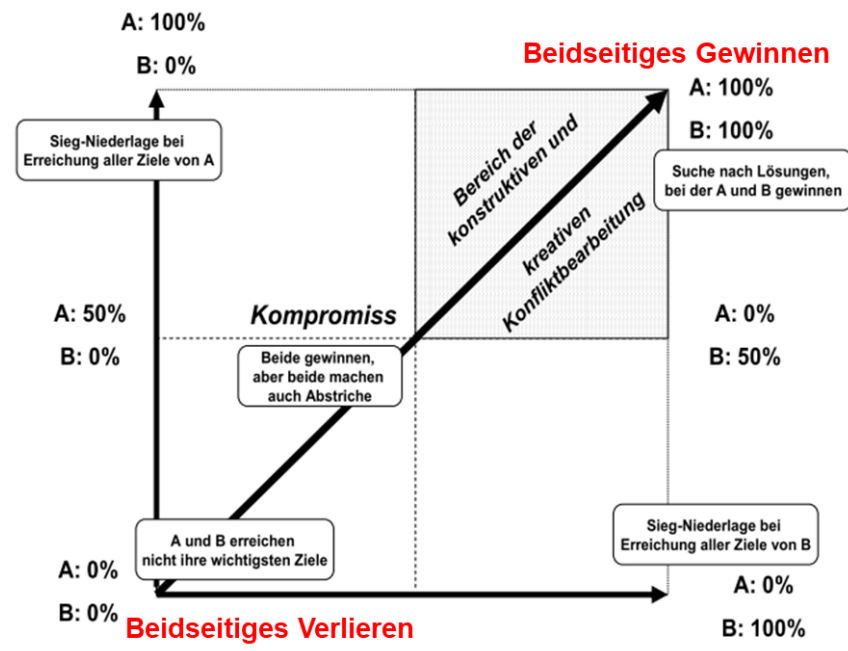 A: 100%
B: 0%
Beidseitiges Gewinnen
A: 100%
B: 100%
Sieg-Niederlage bei
Erreichung aller Ziele von A
Bereich der
konstruktiven und
kreativen
Konfliktbearbeitung
Suche nach Lösungen,
bei der A und B gewinnen
A: 50%
B: 0%
Kompromiss
A: 0%
B: 50%
Beide gewinnen,
aber beide machen
auch Abstriche
A und B erreichen
nicht ihre wichtigsten Ziele
Sieg-Niederlage bei
Erreichung aller Ziele von B
A: 0%
B: 0%
Beidseitiges Verlieren
A: 0%
B: 100%